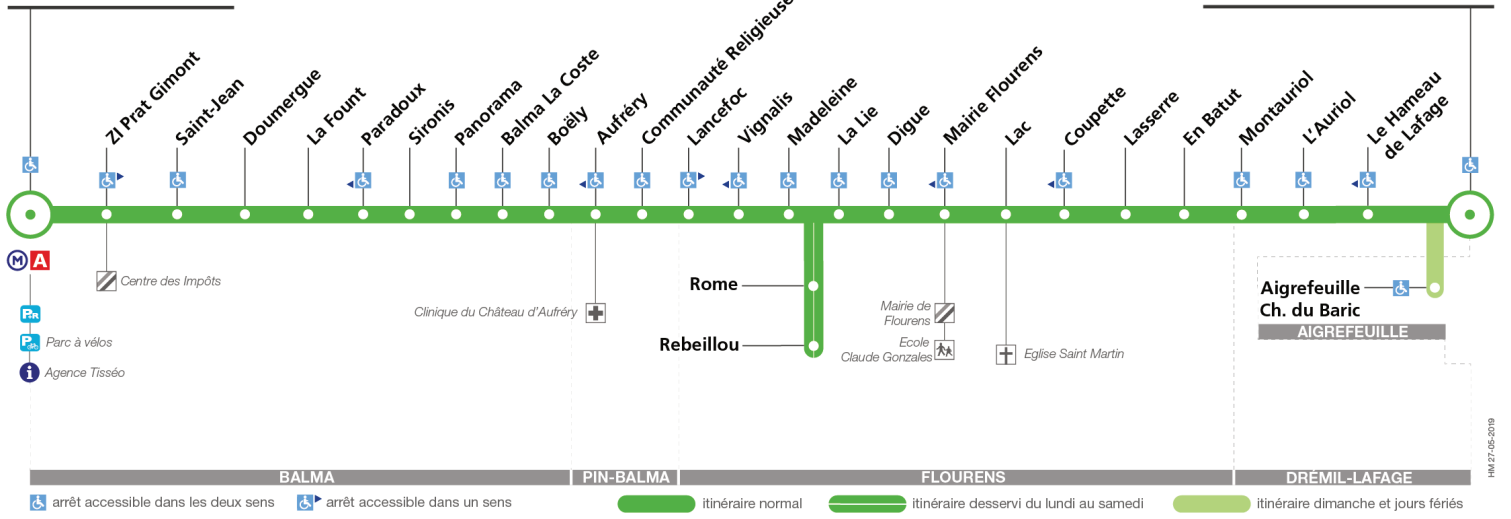 ZI Prat Gimont
Saint-Jean
Doumergue
La Fount
Paradoux
Sironis
Panorama
Balma La Coste
Boëly
Aufréry
Communauté Religieuse
Lancefoc
Vignalis
Madeleine
La Lie
Digue
Mairie Flourens
Lac
Coupette
Lasserre
En Batut
Montauriol
L'Auriol
Le Hameau
de Lafage
M A
Centre des Impôts
P+R
P
Parc à vélos
i
Agence Tisséo
Clinique du Château d'Aufréry
Rome
Rebeillou
Mairie de
Flourens
Ecole
Claude Gonzales
Eglise Saint Martin
Aigrefeuille
Ch. du Baric
AIGREFEUILLE
HM 27-05-2019
BALMA
PIN-BALMA
FLOURENS
DRÉMIL-LAFAGE
arrêt accessible dans les deux sens
arrêt accessible dans un sens
itinéraire normal
itinéraire desservi du lundi au samedi
itinéraire dimanche et jours fériés